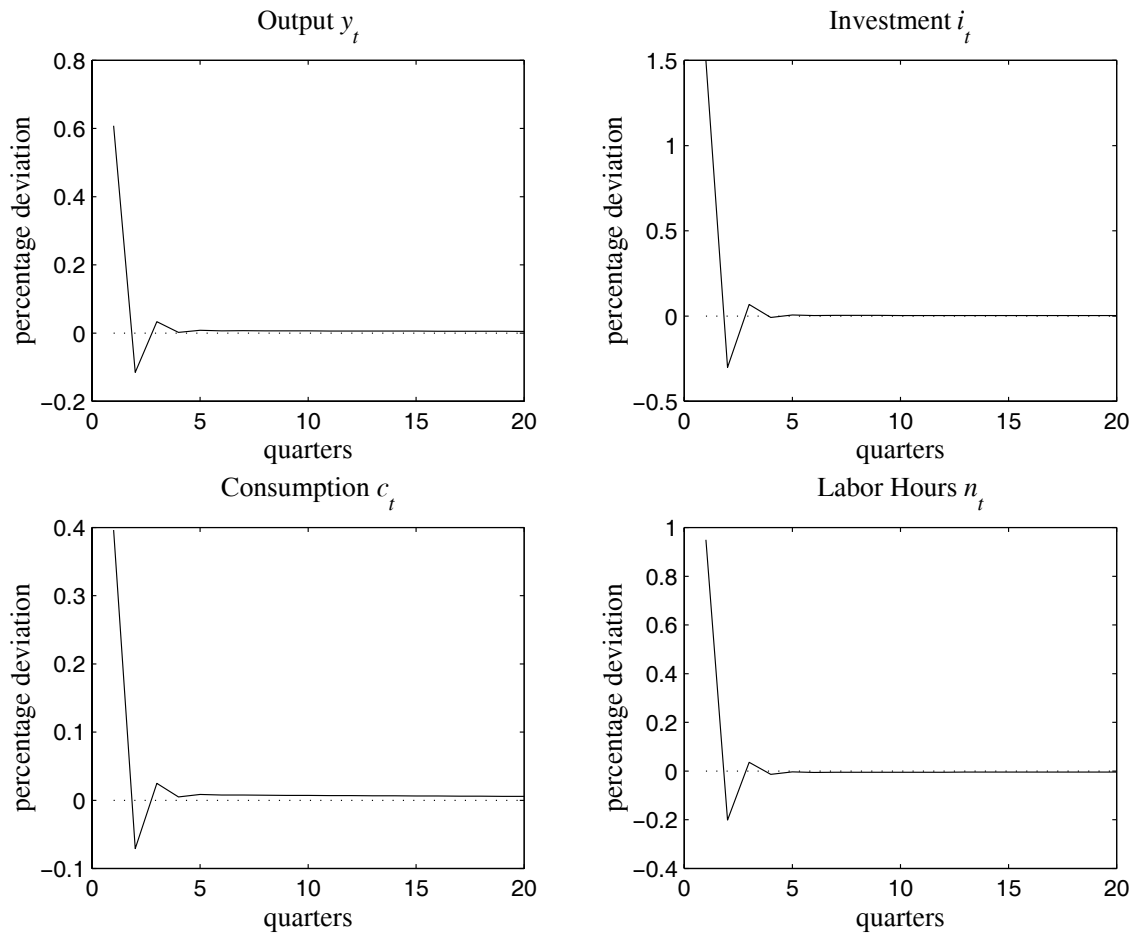 Output y_t
0.8
0.6
0.4
0.2
0
−0.2
percentage deviation
0 5 10 15 20
quarters
Investment i_t
1.5
1
0.5
0
−0.5
percentage deviation
0 5 10 15 20
quarters
Consumption c_t
0.4
0.3
0.2
0.1
0
−0.1
percentage deviation
0 5 10 15 20
quarters
Labor Hours n_t
1
0.8
0.6
0.4
0.2
0
−0.2
−0.4
percentage deviation
0 5 10 15 20
quarters